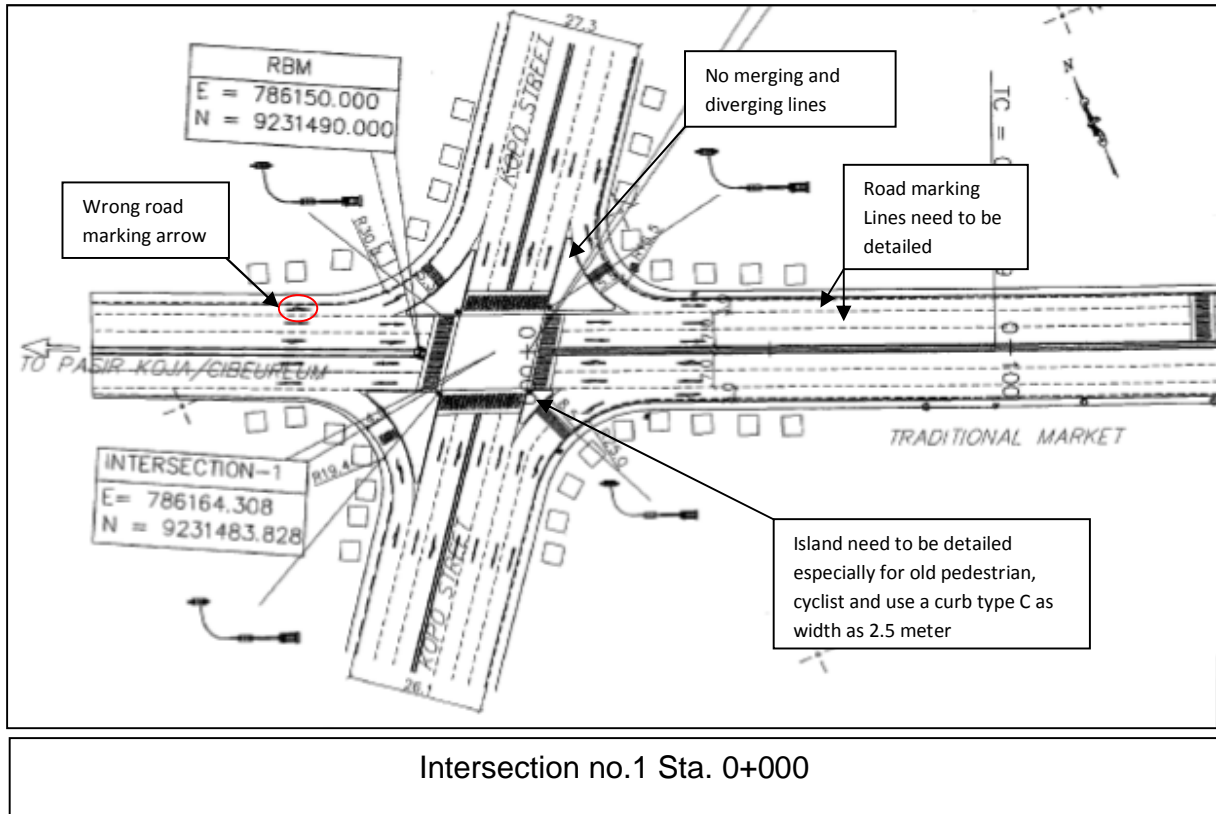 27.3
RBM
E = 786150.000
N = 9231490.000
KOPO STREET
No merging and
diverging lines
N
TC =
Wrong road
marking arrow
Road marking
Lines need to be
detailed
TO PASIR KOJA/CIBEUREUM
0+0
0+100
TRADITIONAL MARKET
INTERSECTION-1
E= 786164.308
N = 9231483.828
R19.4
KOPO STREET
26.1
Island need to be detailed
especially for old pedestrian,
cyclist and use a curb type C as
width as 2.5 meter
Intersection no.1 Sta. 0+000